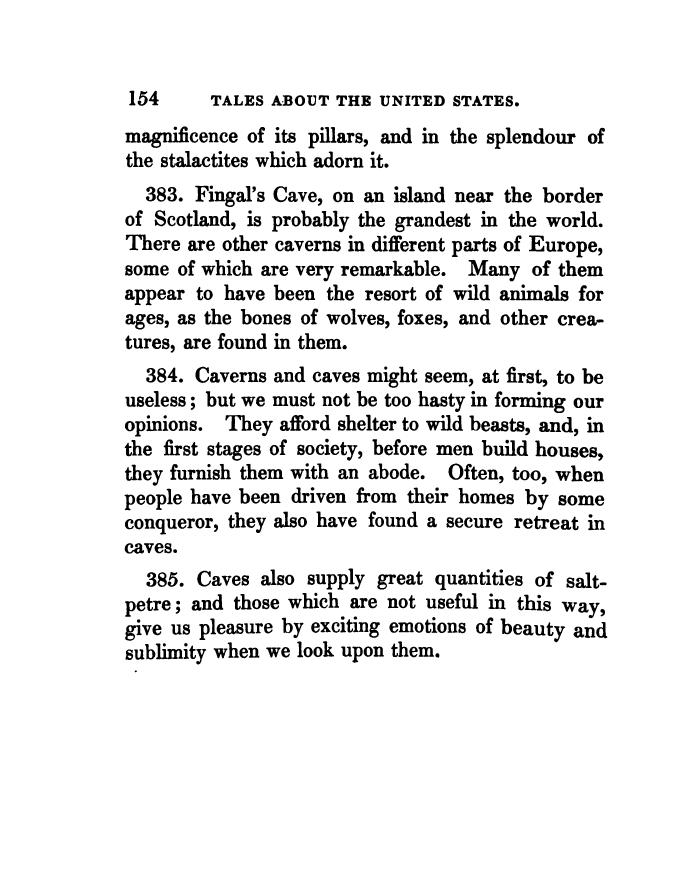 154 TALES ABOUT THE UNITED STATES.
magnificence of its pillars, and in the splendour of
the stalactites which adorn it.
383. Fingal's Cave, on an island near the border
of Scotland, is probably the grandest in the world.
There are other caverns in different parts of Europe,
some of which are very remarkable. Many of them
appear to have been the resort of wild animals for
ages, as the bones of wolves, foxes, and other crea-
tures, are found in them.
384. Caverns and caves might seem, at first, to be
useless; but we must not be too hasty in forming our
opinions. They afford shelter to wild beasts, and, in
the first stages of society, before men build houses,
they furnish them with an abode. Often, too, when
people have been driven from their homes by some
conqueror, they also have found a secure retreat in
caves.
385. Caves also supply great quantities of salt-
petre; and those which are not useful in this way,
give us pleasure by exciting emotions of beauty and
sublimity when we look upon them.